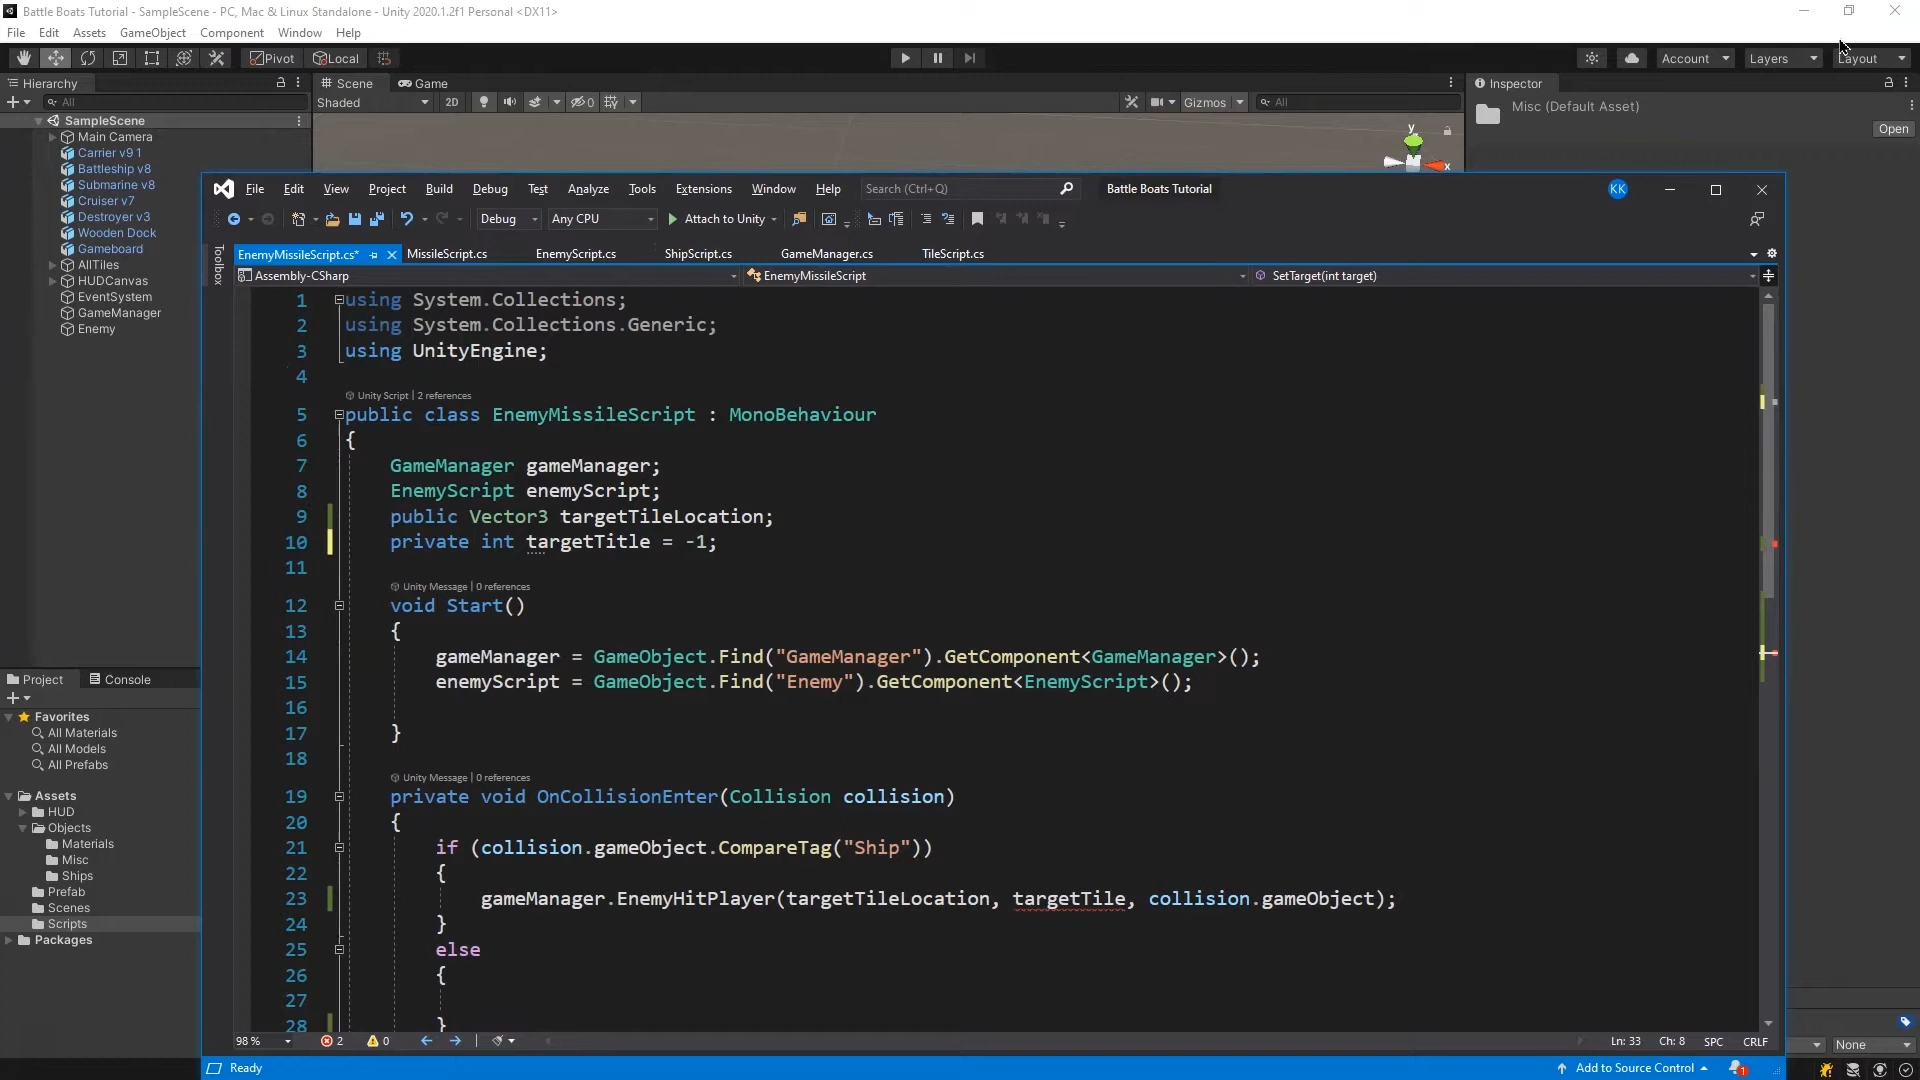 Battle Boats Tutorial - SampleScene - PC, Mac & Linux Standalone - Unity 2020.1.2f1 Personal <DX11>
File Edit Assets GameObject Component Window Help
Pivot Local Account Layers Layout
Hierarchy Scene Game Inspector
All Shaded 2D 0 Gizmos All
Misc (Default Asset)
Open
SampleScene
Main Camera
Carrier v9 1
Battleship v8
Submarine v8
Cruiser v7
Destroyer v3
Wooden Dock
Gameboard
AllTiles
HUDCanvas
EventSystem
GameManager
Enemy
y
x
Project Console
Favorites
All Materials
All Models
All Prefabs
Assets
HUD
Objects
Materials
Misc
Ships
Prefab
Scenes
Scripts
Packages
File Edit View Project Build Debug Test Analyze Tools Extensions Window Help Search (Ctrl+Q) Battle Boats Tutorial KK
Debug Any CPU Attach to Unity
Toolbox
EnemyMissileScript.cs* MissileScript.cs EnemyScript.cs ShipScript.cs GameManager.cs TileScript.cs
Assembly-CSharp EnemyMissileScript SetTarget(int target)
1 using System.Collections;
2 using System.Collections.Generic;
3 using UnityEngine;
4
Unity Script | 2 references
5 public class EnemyMissileScript : MonoBehaviour
6 {
7 GameManager gameManager;
8 EnemyScript enemyScript;
9 public Vector3 targetTileLocation;
10 private int targetTitle = -1;
11
Unity Message | 0 references
12 void Start()
13 {
14 gameManager = GameObject.Find("GameManager").GetComponent<GameManager>();
15 enemyScript = GameObject.Find("Enemy").GetComponent<EnemyScript>();
16
17 }
18
Unity Message | 0 references
19 private void OnCollisionEnter(Collision collision)
20 {
21 if (collision.gameObject.CompareTag("Ship"))
22 {
23 gameManager.EnemyHitPlayer(targetTileLocation, targetTile, collision.gameObject);
24 }
25 else
26 {
27
28 }
98 % 2 0 Ln: 33 Ch: 8 SPC CRLF
Ready Add to Source Control 1
None